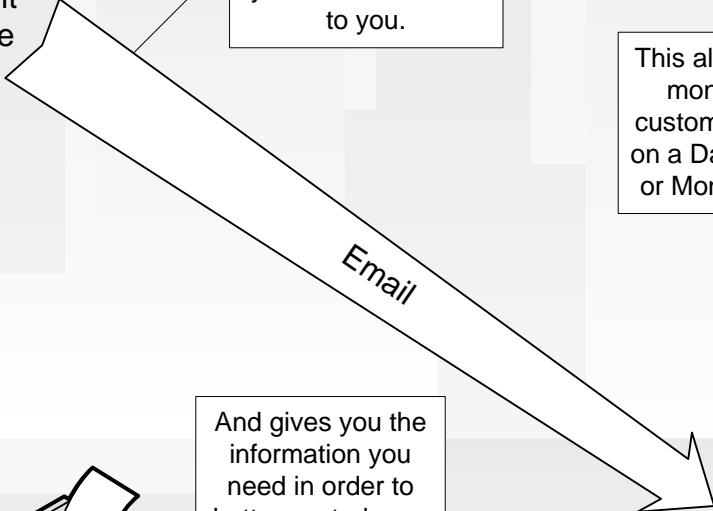 to you.
This al
mon
custom
on a Da
or Mor
Email
And gives you the
information you
need in order to